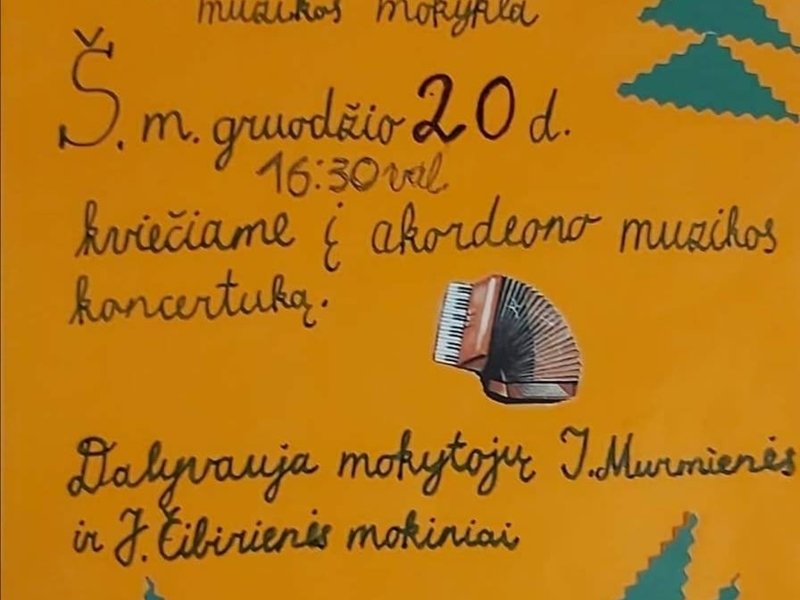 muzikos mokykla
Š. m. gruodžio 20 d.
16:30 val.
kviečiame į akordeono muzikos
koncertuką.
Dalyvauja mokytojų J. Murmienės
ir J. Čibirienės mokiniai